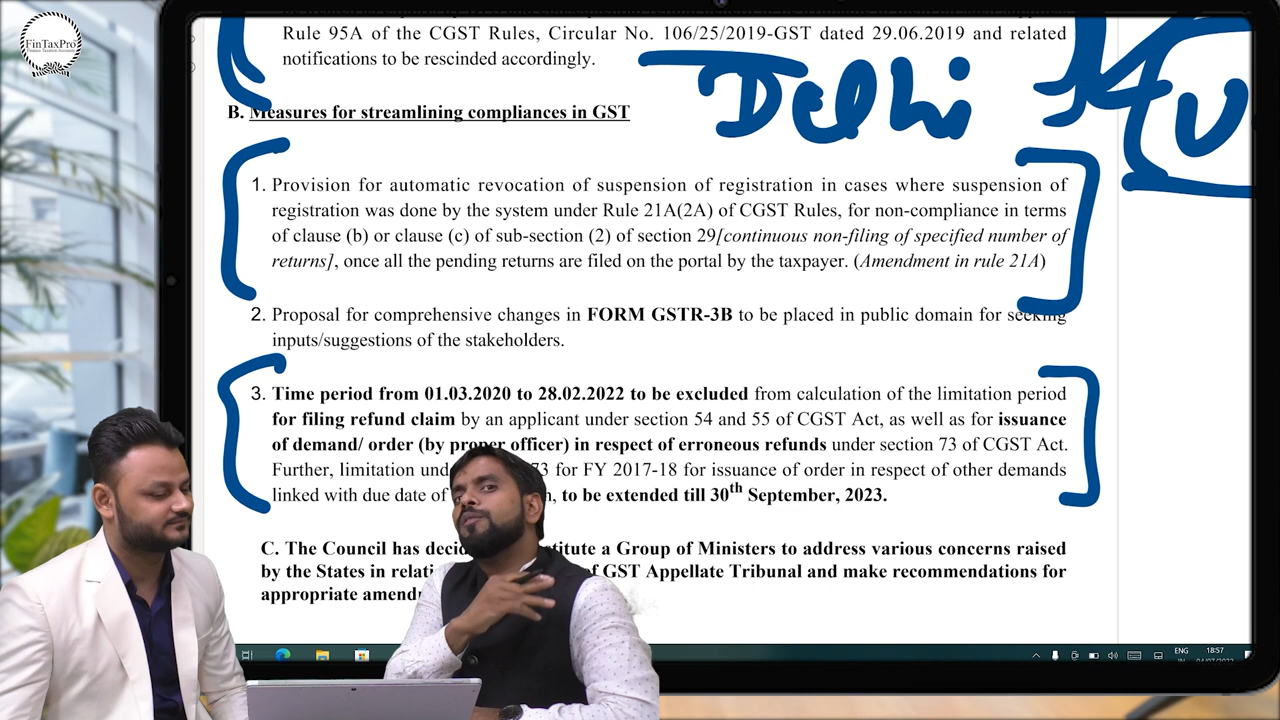 FinTaxPro
Rule 95A of the CGST Rules, Circular No. 106/25/2019-GST dated 29.06.2019 and related
notifications to be rescinded accordingly.
Delhi
B. Measures for streamlining compliances in GST
1. Provision for automatic revocation of suspension of registration in cases where suspension of
registration was done by the system under Rule 21A(2A) of CGST Rules, for non-compliance in terms
of clause (b) or clause (c) of sub-section (2) of section 29[continuous non-filing of specified number of
returns], once all the pending returns are filed on the portal by the taxpayer. (Amendment in rule 21A)
2. Proposal for comprehensive changes in FORM GSTR-3B to be placed in public domain for seeking
inputs/suggestions of the stakeholders.
3. Time period from 01.03.2020 to 28.02.2022 to be excluded from calculation of the limitation period
for filing refund claim by an applicant under section 54 and 55 of CGST Act, as well as for issuance
of demand/ order (by proper officer) in respect of erroneous refunds under section 73 of CGST Act.
Further, limitation 73 for FY 2017-18 for issuance of order in respect of other demands
linked with due date of to be extended till 30th September, 2023.
C. The Council has a Group of Ministers to address various concerns raised
by the States in of GST Appellate Tribunal and make recommendations for
appropriate
ENG
18:57